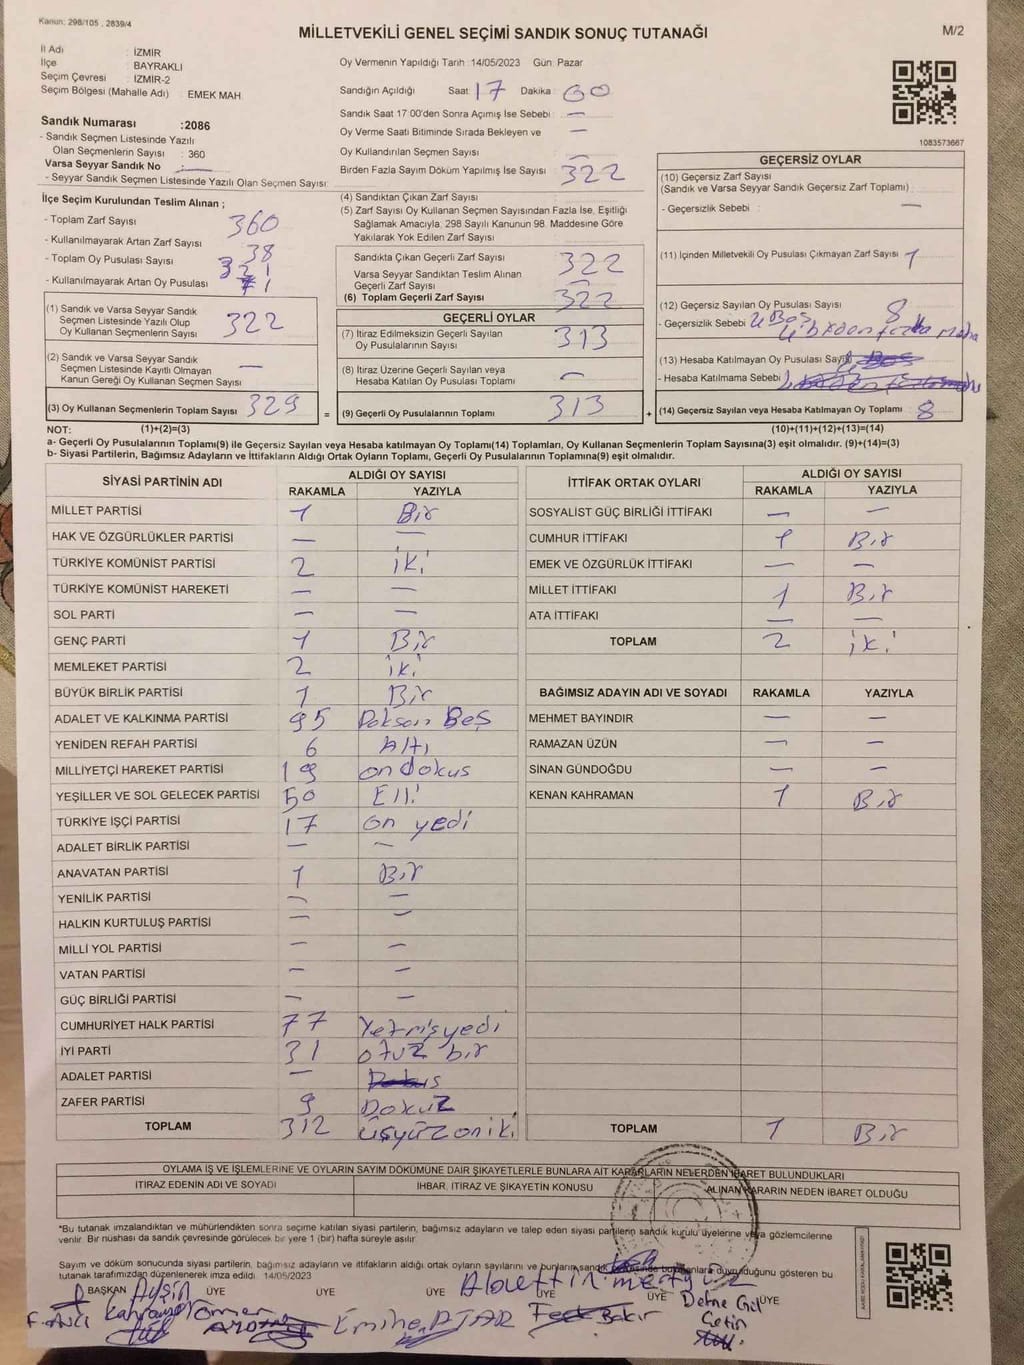 Kanun: 298/105 , 2839/4
MİLLETVEKİLİ GENEL SEÇİMİ SANDIK SONUÇ TUTANAĞI
M/2
İl Adı : İZMİR
İlçe : BAYRAKLI
Seçim Çevresi : İZMİR-2
Seçim Bölgesi (Mahalle Adı) : EMEK MAH.
Oy Vermenin Yapıldığı Tarih :14/05/2023 Gün :Pazar
Sandığın Açıldığı Saat : 17 Dakika : 00
Sandık Saat 17:00'den Sonra Açılmış İse Sebebi : —
Oy Verme Saati Bitiminde Sırada Bekleyen ve —
Oy Kullandırılan Seçmen Sayısı
Birden Fazla Sayım Döküm Yapılmış İse Sayısı : 322
1083573667
Sandık Numarası :2086
- Sandık Seçmen Listesinde Yazılı
Olan Seçmenlerin Sayısı : 360
Varsa Seyyar Sandık No :
- Seyyar Sandık Seçmen Listesinde Yazılı Olan Seçmen Sayısı:
İlçe Seçim Kurulundan Teslim Alınan ;
- Toplam Zarf Sayısı 360
- Kullanılmayarak Artan Zarf Sayısı : 38
- Toplam Oy Pusulası Sayısı :
- Kullanılmayarak Artan Oy Pusulası :
(4) Sandıktan Çıkan Zarf Sayısı :
(5) Zarf Sayısı Oy Kullanan Seçmen Sayısından Fazla İse, Eşitliği
Sağlamak Amacıyla; 298 Sayılı Kanunun 98. Maddesine Göre
Yakılarak Yok Edilen Zarf Sayısı
Sandıkta Çıkan Geçerli Zarf Sayısı : 322
Varsa Seyyar Sandıktan Teslim Alınan
Geçerli Zarf Sayısı
(6) Toplam Geçerli Zarf Sayısı : 322
GEÇERSİZ OYLAR
(10) Geçersiz Zarf Sayısı
(Sandık ve Varsa Seyyar Sandık Geçersiz Zarf Toplamı) :
- Geçersizlik Sebebi : —
(11) İçinden Milletvekili Oy Pusulası Çıkmayan Zarf Sayısı : 1
(12) Geçersiz Sayılan Oy Pusulası Sayısı : 8
- Geçersizlik Sebebi : 4 Boş
(13) Hesaba Katılmayan Oy Pusulası Sayısı
- Hesaba Katılmama Sebebi :
(14) Geçersiz Sayılan veya Hesaba Katılmayan Oy Toplamı : 8
(10)+(11)+(12)+(13)=(14)
(1) Sandık ve Varsa Seyyar Sandık
Seçmen Listesinde Yazılı Olup
Oy Kullanan Seçmenlerin Sayısı : 322
(2) Sandık ve Varsa Seyyar Sandık
Seçmen Listesinde Kayıtlı Olmayan
Kanun Gereği Oy Kullanan Seçmen Sayısı : —
(3) Oy Kullanan Seçmenlerin Toplam Sayısı : 329
=
GEÇERLİ OYLAR
(7) İtiraz Edilmeksizin Geçerli Sayılan
Oy Pusulalarının Sayısı : 313
(8) İtiraz Üzerine Geçerli Sayılan veya
Hesaba Katılan Oy Pusulası Toplamı : —
(9) Geçerli Oy Pusulalarının Toplamı : 313
+
NOT: (1)+(2)=(3)
a- Geçerli Oy Pusulalarının Toplamı(9) ile Geçersiz Sayılan veya Hesaba katılmayan Oy Toplamı(14) Toplamları, Oy Kullanan Seçmenlerin Toplam Sayısına(3) eşit olmalıdır. (9)+(14)=(3)
b- Siyasi Partilerin, Bağımsız Adayların ve İttifakların Aldığı Ortak Oyların Toplamı, Geçerli Oy Pusulalarının Toplamına(9) eşit olmalıdır.
SİYASİ PARTİNİN ADI ALDIĞI OY SAYISI
RAKAMLA YAZIYLA
MİLLET PARTİSİ 1 Bir
HAK VE ÖZGÜRLÜKLER PARTİSİ — —
TÜRKİYE KOMÜNİST PARTİSİ 2 iki
TÜRKİYE KOMÜNİST HAREKETİ — —
SOL PARTİ — —
GENÇ PARTİ 1 Bir
MEMLEKET PARTİSİ 2 iki
BÜYÜK BİRLİK PARTİSİ 1 Bir
ADALET VE KALKINMA PARTİSİ 95 Doksan Beş
YENİDEN REFAH PARTİSİ 6 Altı
MİLLİYETÇİ HAREKET PARTİSİ 19 on dokus
YEŞİLLER VE SOL GELECEK PARTİSİ 50 Elli
TÜRKİYE İŞÇİ PARTİSİ 17 on yedi
ADALET BİRLİK PARTİSİ — —
ANAVATAN PARTİSİ 1 Bir
YENİLİK PARTİSİ — —
HALKIN KURTULUŞ PARTİSİ — —
MİLLİ YOL PARTİSİ — —
VATAN PARTİSİ — —
GÜÇ BİRLİĞİ PARTİSİ — —
CUMHURİYET HALK PARTİSİ 77 Yetmişyedi
İYİ PARTİ 31 otuz bir
ADALET PARTİSİ —
ZAFER PARTİSİ 9 Dokuz
TOPLAM 312 üçyüz oniki
İTTİFAK ORTAK OYLARI ALDIĞI OY SAYISI
RAKAMLA YAZIYLA
SOSYALİST GÜÇ BİRLİĞİ İTTİFAKI — —
CUMHUR İTTİFAKI 1 Bir
EMEK VE ÖZGÜRLÜK İTTİFAKI — —
MİLLET İTTİFAKI 1 Bir
ATA İTTİFAKI — —
TOPLAM 2 iki
BAĞIMSIZ ADAYIN ADI VE SOYADI RAKAMLA YAZIYLA
MEHMET BAYINDIR — —
RAMAZAN ÜZÜN — —
SİNAN GÜNDOĞDU — —
KENAN KAHRAMAN 1 Bir
TOPLAM 1 Bir
OYLAMA İŞ VE İŞLEMLERİNE VE OYLARIN SAYIM DÖKÜMÜNE DAİR ŞİKAYETLERLE BUNLARA AİT KARARLARIN NELERDEN İBARET BULUNDUKLARI
İTİRAZ EDENİN ADI VE SOYADI İHBAR, İTİRAZ VE ŞİKAYETİN KONUSU ALINAN KARARIN NEDEN İBARET OLDUĞU
*Bu tutanak imzalandıktan ve mühürlendikten sonra seçime katılan siyasi partilerin, bağımsız adayların ve talep eden siyasi partilerin sandık kurulu üyelerine veya gözlemcilerine
verilir. Bir nüshası da sandık çevresinde görülecek bir yere 1 (bir) hafta süreyle asılır.
Sayım ve döküm sonucunda siyasi partilerin, bağımsız adayların ve ittifakların aldığı ortak oyların sayılarını ve bunların duyulduğunu gösteren bu
tutanak tarafımızdan düzenlenerek imza edildi. 14/05/2023
BAŞKAN ÜYE ÜYE ÜYE ÜYE ÜYE ÜYE
Ayşin
F. Avcı
Emine ACAR
Bakır
Defne Gül
Çetin